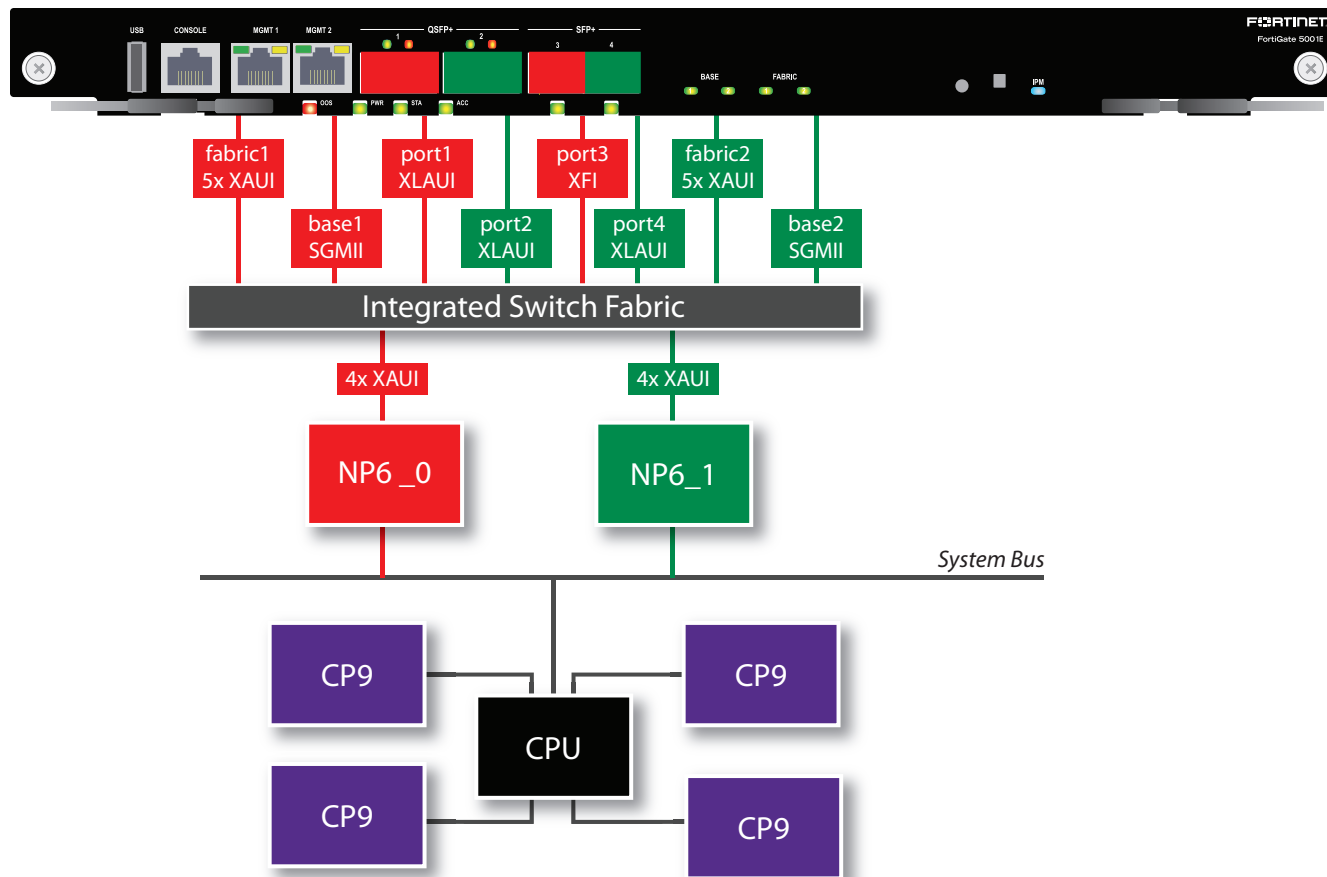 FORTINET
FortiGate 5001E
USB CONSOLE MGMT 1 MGMT 2 QSFP+ SFP+
1 2 3 4
BASE FABRIC IPM
OOS PWR STA ACC
fabric1
5x XAUI
port1
XLAUI
port3
XFI
fabric2
5x XAUI
base1
SGMII
port2
XLAUI
port4
XLAUI
base2
SGMII
Integrated Switch Fabric
4x XAUI 4x XAUI
NP6 _0 NP6_1
System Bus
CP9 CP9
CPU
CP9 CP9